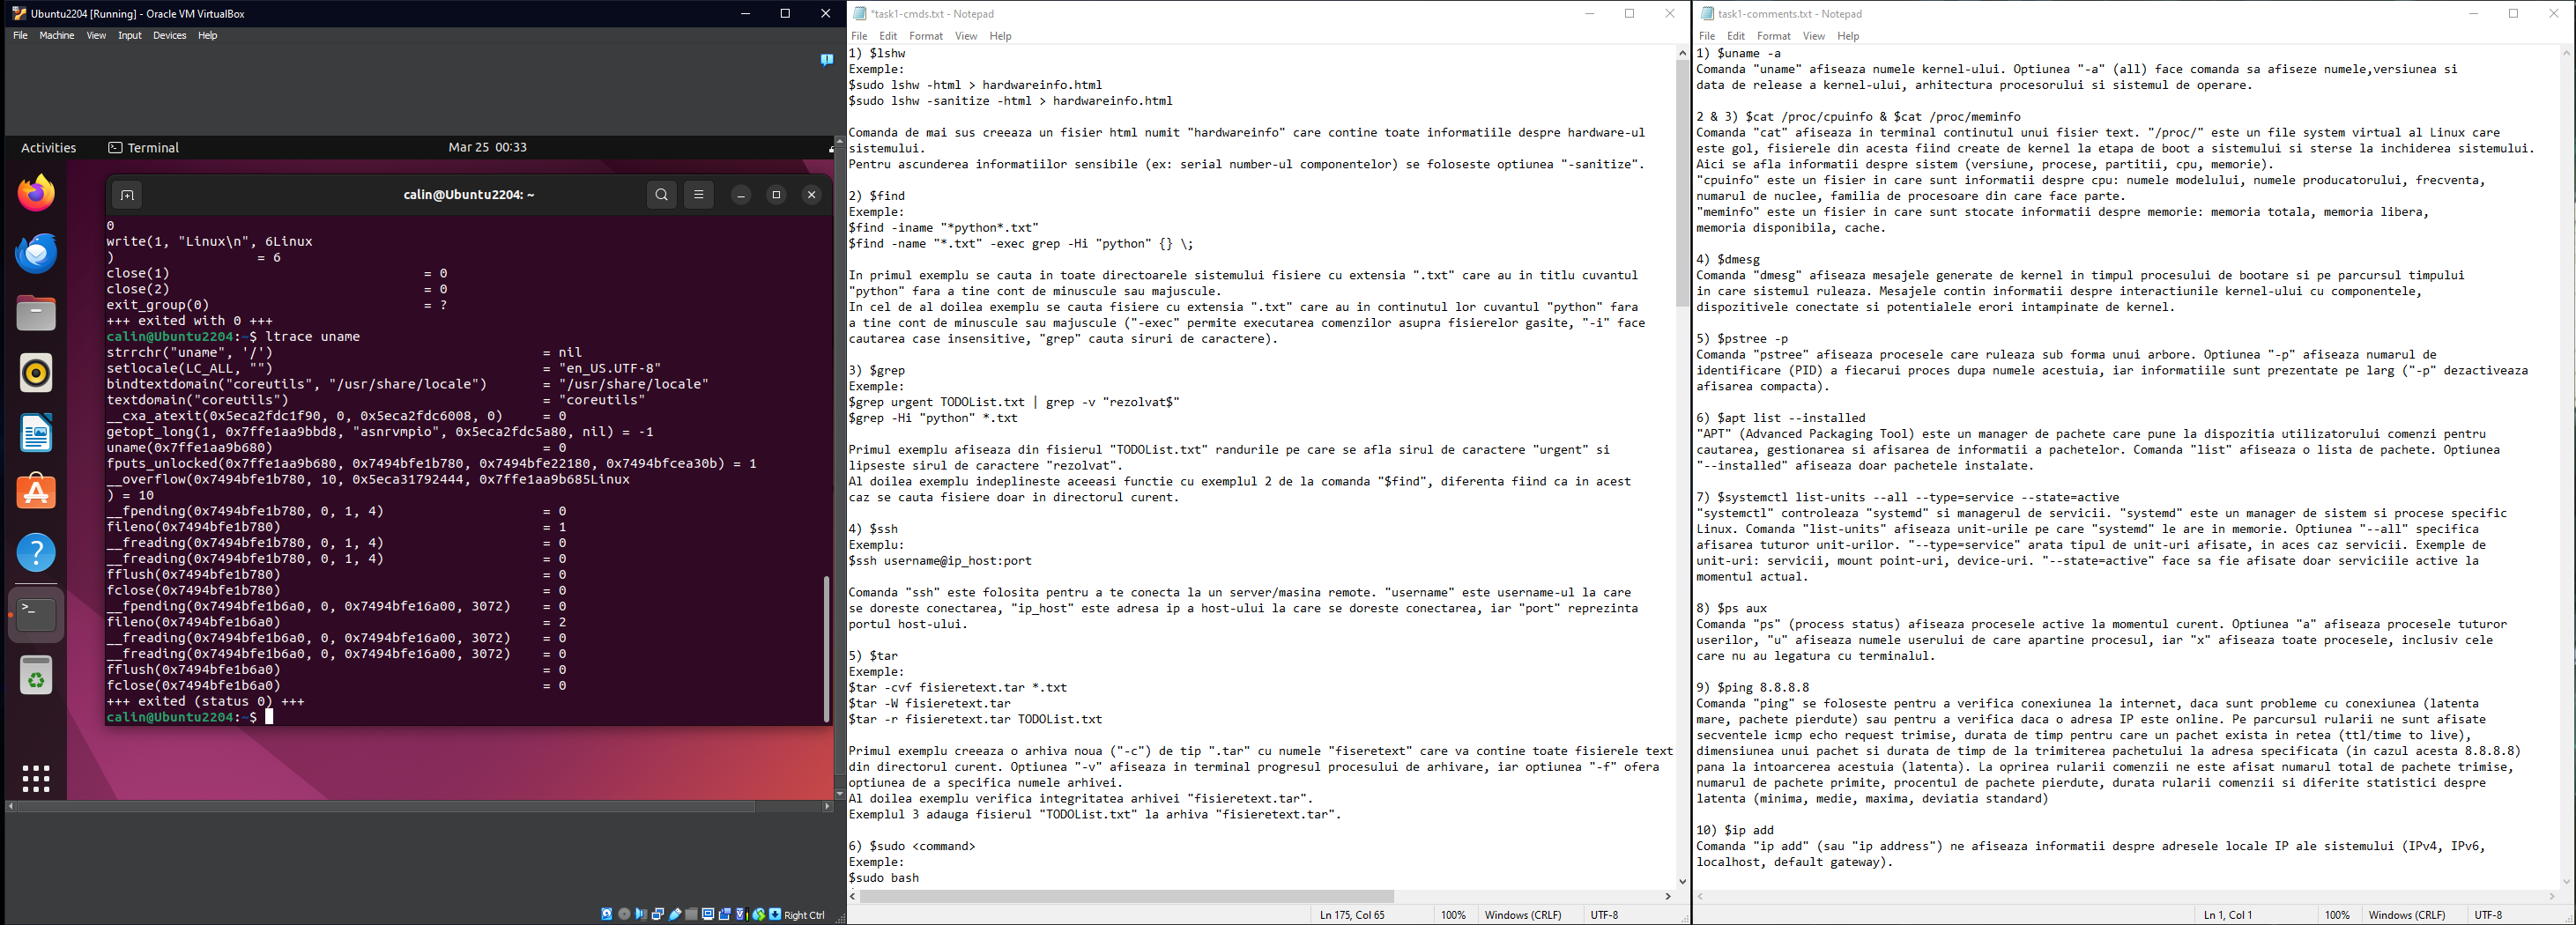 Ubuntu2204 [Running] - Oracle VM VirtualBox
File Machine View Input Devices Help
Activities
Terminal
Mar 25 00:33
calin@Ubuntu2204: ~
0
write(1, "Linux\n", 6Linux
) = 6
close(1) = 0
close(2) = 0
exit_group(0) = ?
+++ exited with 0 +++
calin@Ubuntu2204:~$ ltrace uname
strrchr("uname", '/') = nil
setlocale(LC_ALL, "") = "en_US.UTF-8"
bindtextdomain("coreutils", "/usr/share/locale") = "/usr/share/locale"
textdomain("coreutils") = "coreutils"
__cxa_atexit(0x5eca2fdc1f90, 0, 0x5eca2fdc6008, 0) = 0
getopt_long(1, 0x7ffe1aa9bbd8, "asnrvmpio", 0x5eca2fdc5a80, nil) = -1
uname(0x7ffe1aa9b680) = 0
fputs_unlocked(0x7ffe1aa9b680, 0x7494bfe1b780, 0x7494bfe22180, 0x7494bfcea30b) = 1
__overflow(0x7494bfe1b780, 10, 0x5eca31792444, 0x7ffe1aa9b685Linux
) = 10
__fpending(0x7494bfe1b780, 0, 1, 4) = 0
fileno(0x7494bfe1b780) = 1
__freading(0x7494bfe1b780, 0, 1, 4) = 0
__freading(0x7494bfe1b780, 0, 1, 4) = 0
fflush(0x7494bfe1b780) = 0
fclose(0x7494bfe1b780) = 0
__fpending(0x7494bfe1b6a0, 0, 0x7494bfe16a00, 3072) = 0
fileno(0x7494bfe1b6a0) = 2
__freading(0x7494bfe1b6a0, 0, 0x7494bfe16a00, 3072) = 0
__freading(0x7494bfe1b6a0, 0, 0x7494bfe16a00, 3072) = 0
fflush(0x7494bfe1b6a0) = 0
fclose(0x7494bfe1b6a0) = 0
+++ exited (status 0) +++
calin@Ubuntu2204:~$
Right Ctrl
*task1-cmds.txt - Notepad
File Edit Format View Help
1) $lshw
Exemple:
$sudo lshw -html > hardwareinfo.html
$sudo lshw -sanitize -html > hardwareinfo.html
Comanda de mai sus creeaza un fisier html numit "hardwareinfo" care contine toate informatiile despre hardware-ul
sistemului.
Pentru ascunderea informatiilor sensibile (ex: serial number-ul componentelor) se foloseste optiunea "-sanitize".
2) $find
Exemple:
$find -iname "*python*.txt"
$find -name "*.txt" -exec grep -Hi "python" {} \;
In primul exemplu se cauta in toate directoarele sistemului fisiere cu extensia ".txt" care au in titlu cuvantul
"python" fara a tine cont de minuscule sau majuscule.
In cel de al doilea exemplu se cauta fisiere cu extensia ".txt" care au in continutul lor cuvantul "python" fara
a tine cont de minuscule sau majuscule ("-exec" permite executarea comenzilor asupra fisierelor gasite, "-i" face
cautarea case insensitive, "grep" cauta siruri de caractere).
3) $grep
Exemple:
$grep urgent TODOList.txt | grep -v "rezolvat$"
$grep -Hi "python" *.txt
Primul exemplu afiseaza din fisierul "TODOList.txt" randurile pe care se afla sirul de caractere "urgent" si
lipseste sirul de caractere "rezolvat".
Al doilea exemplu indeplineste aceeasi functie cu exemplul 2 de la comanda "$find", diferenta fiind ca in acest
caz se cauta fisiere doar in directorul curent.
4) $ssh
Exemplu:
$ssh username@ip_host:port
Comanda "ssh" este folosita pentru a te conecta la un server/masina remote. "username" este username-ul la care
se doreste conectarea, "ip_host" este adresa ip a host-ului la care se doreste conectarea, iar "port" reprezinta
portul host-ului.
5) $tar
Exemple:
$tar -cvf fisieretext.tar *.txt
$tar -W fisieretext.tar
$tar -r fisieretext.tar TODOList.txt
Primul exemplu creeaza o arhiva noua ("-c") de tip ".tar" cu numele "fiseretext" care va contine toate fisierele text
din directorul curent. Optiunea "-v" afiseaza in terminal progresul procesului de arhivare, iar optiunea "-f" ofera
optiunea de a specifica numele arhivei.
Al doilea exemplu verifica integritatea arhivei "fisieretext.tar".
Exemplul 3 adauga fisierul "TODOList.txt" la arhiva "fisieretext.tar".
6) $sudo <command>
Exemple:
$sudo bash
Ln 175, Col 65 100% Windows (CRLF) UTF-8
task1-comments.txt - Notepad
File Edit Format View Help
1) $uname -a
Comanda "uname" afiseaza numele kernel-ului. Optiunea "-a" (all) face comanda sa afiseze numele,versiunea si
data de release a kernel-ului, arhitectura procesorului si sistemul de operare.
2 & 3) $cat /proc/cpuinfo & $cat /proc/meminfo
Comanda "cat" afiseaza in terminal continutul unui fisier text. "/proc/" este un file system virtual al Linux care
este gol, fisierele din acesta fiind create de kernel la etapa de boot a sistemului si sterse la inchiderea sistemului.
Aici se afla informatii despre sistem (versiune, procese, partitii, cpu, memorie).
"cpuinfo" este un fisier in care sunt informatii despre cpu: numele modelului, numele producatorului, frecventa,
numarul de nuclee, familia de procesoare din care face parte.
"meminfo" este un fisier in care sunt stocate informatii despre memorie: memoria totala, memoria libera,
memoria disponibila, cache.
4) $dmesg
Comanda "dmesg" afiseaza mesajele generate de kernel in timpul procesului de bootare si pe parcursul timpului
in care sistemul ruleaza. Mesajele contin informatii despre interactiunile kernel-ului cu componentele,
dispozitivele conectate si potentialele erori intampinate de kernel.
5) $pstree -p
Comanda "pstree" afiseaza procesele care ruleaza sub forma unui arbore. Optiunea "-p" afiseaza numarul de
identificare (PID) a fiecarui proces dupa numele acestuia, iar informatiile sunt prezentate pe larg ("-p" dezactiveaza
afisarea compacta).
6) $apt list --installed
"APT" (Advanced Packaging Tool) este un manager de pachete care pune la dispozitia utilizatorului comenzi pentru
cautarea, gestionarea si afisarea de informatii a pachetelor. Comanda "list" afiseaza o lista de pachete. Optiunea
"--installed" afiseaza doar pachetele instalate.
7) $systemctl list-units --all --type=service --state=active
"systemctl" controleaza "systemd" si managerul de servicii. "systemd" este un manager de sistem si procese specific
Linux. Comanda "list-units" afiseaza unit-urile pe care "systemd" le are in memorie. Optiunea "--all" specifica
afisarea tuturor unit-urilor. "--type=service" arata tipul de unit-uri afisate, in aces caz servicii. Exemple de
unit-uri: servicii, mount point-uri, device-uri. "--state=active" face sa fie afisate doar serviciile active la
momentul actual.
8) $ps aux
Comanda "ps" (process status) afiseaza procesele active la momentul curent. Optiunea "a" afiseaza procesele tuturor
userilor, "u" afiseaza numele userului de care apartine procesul, iar "x" afiseaza toate procesele, inclusiv cele
care nu au legatura cu terminalul.
9) $ping 8.8.8.8
Comanda "ping" se foloseste pentru a verifica conexiunea la internet, daca sunt probleme cu conexiunea (latenta
mare, pachete pierdute) sau pentru a verifica daca o adresa IP este online. Pe parcursul rularii ne sunt afisate
secventele icmp echo request trimise, durata de timp pentru care un pachet exista in retea (ttl/time to live),
dimensiunea unui pachet si durata de timp de la trimiterea pachetului la adresa specificata (in cazul acesta 8.8.8.8)
pana la intoarcerea acestuia (latenta). La oprirea rularii comenzii ne este afisat numarul total de pachete trimise,
numarul de pachete primite, procentul de pachete pierdute, durata rularii comenzii si diferite statistici despre
latenta (minima, medie, maxima, deviatia standard)
10) $ip add
Comanda "ip add" (sau "ip address") ne afiseaza informatii despre adresele locale IP ale sistemului (IPv4, IPv6,
localhost, default gateway).
Ln 1, Col 1 100% Windows (CRLF) UTF-8